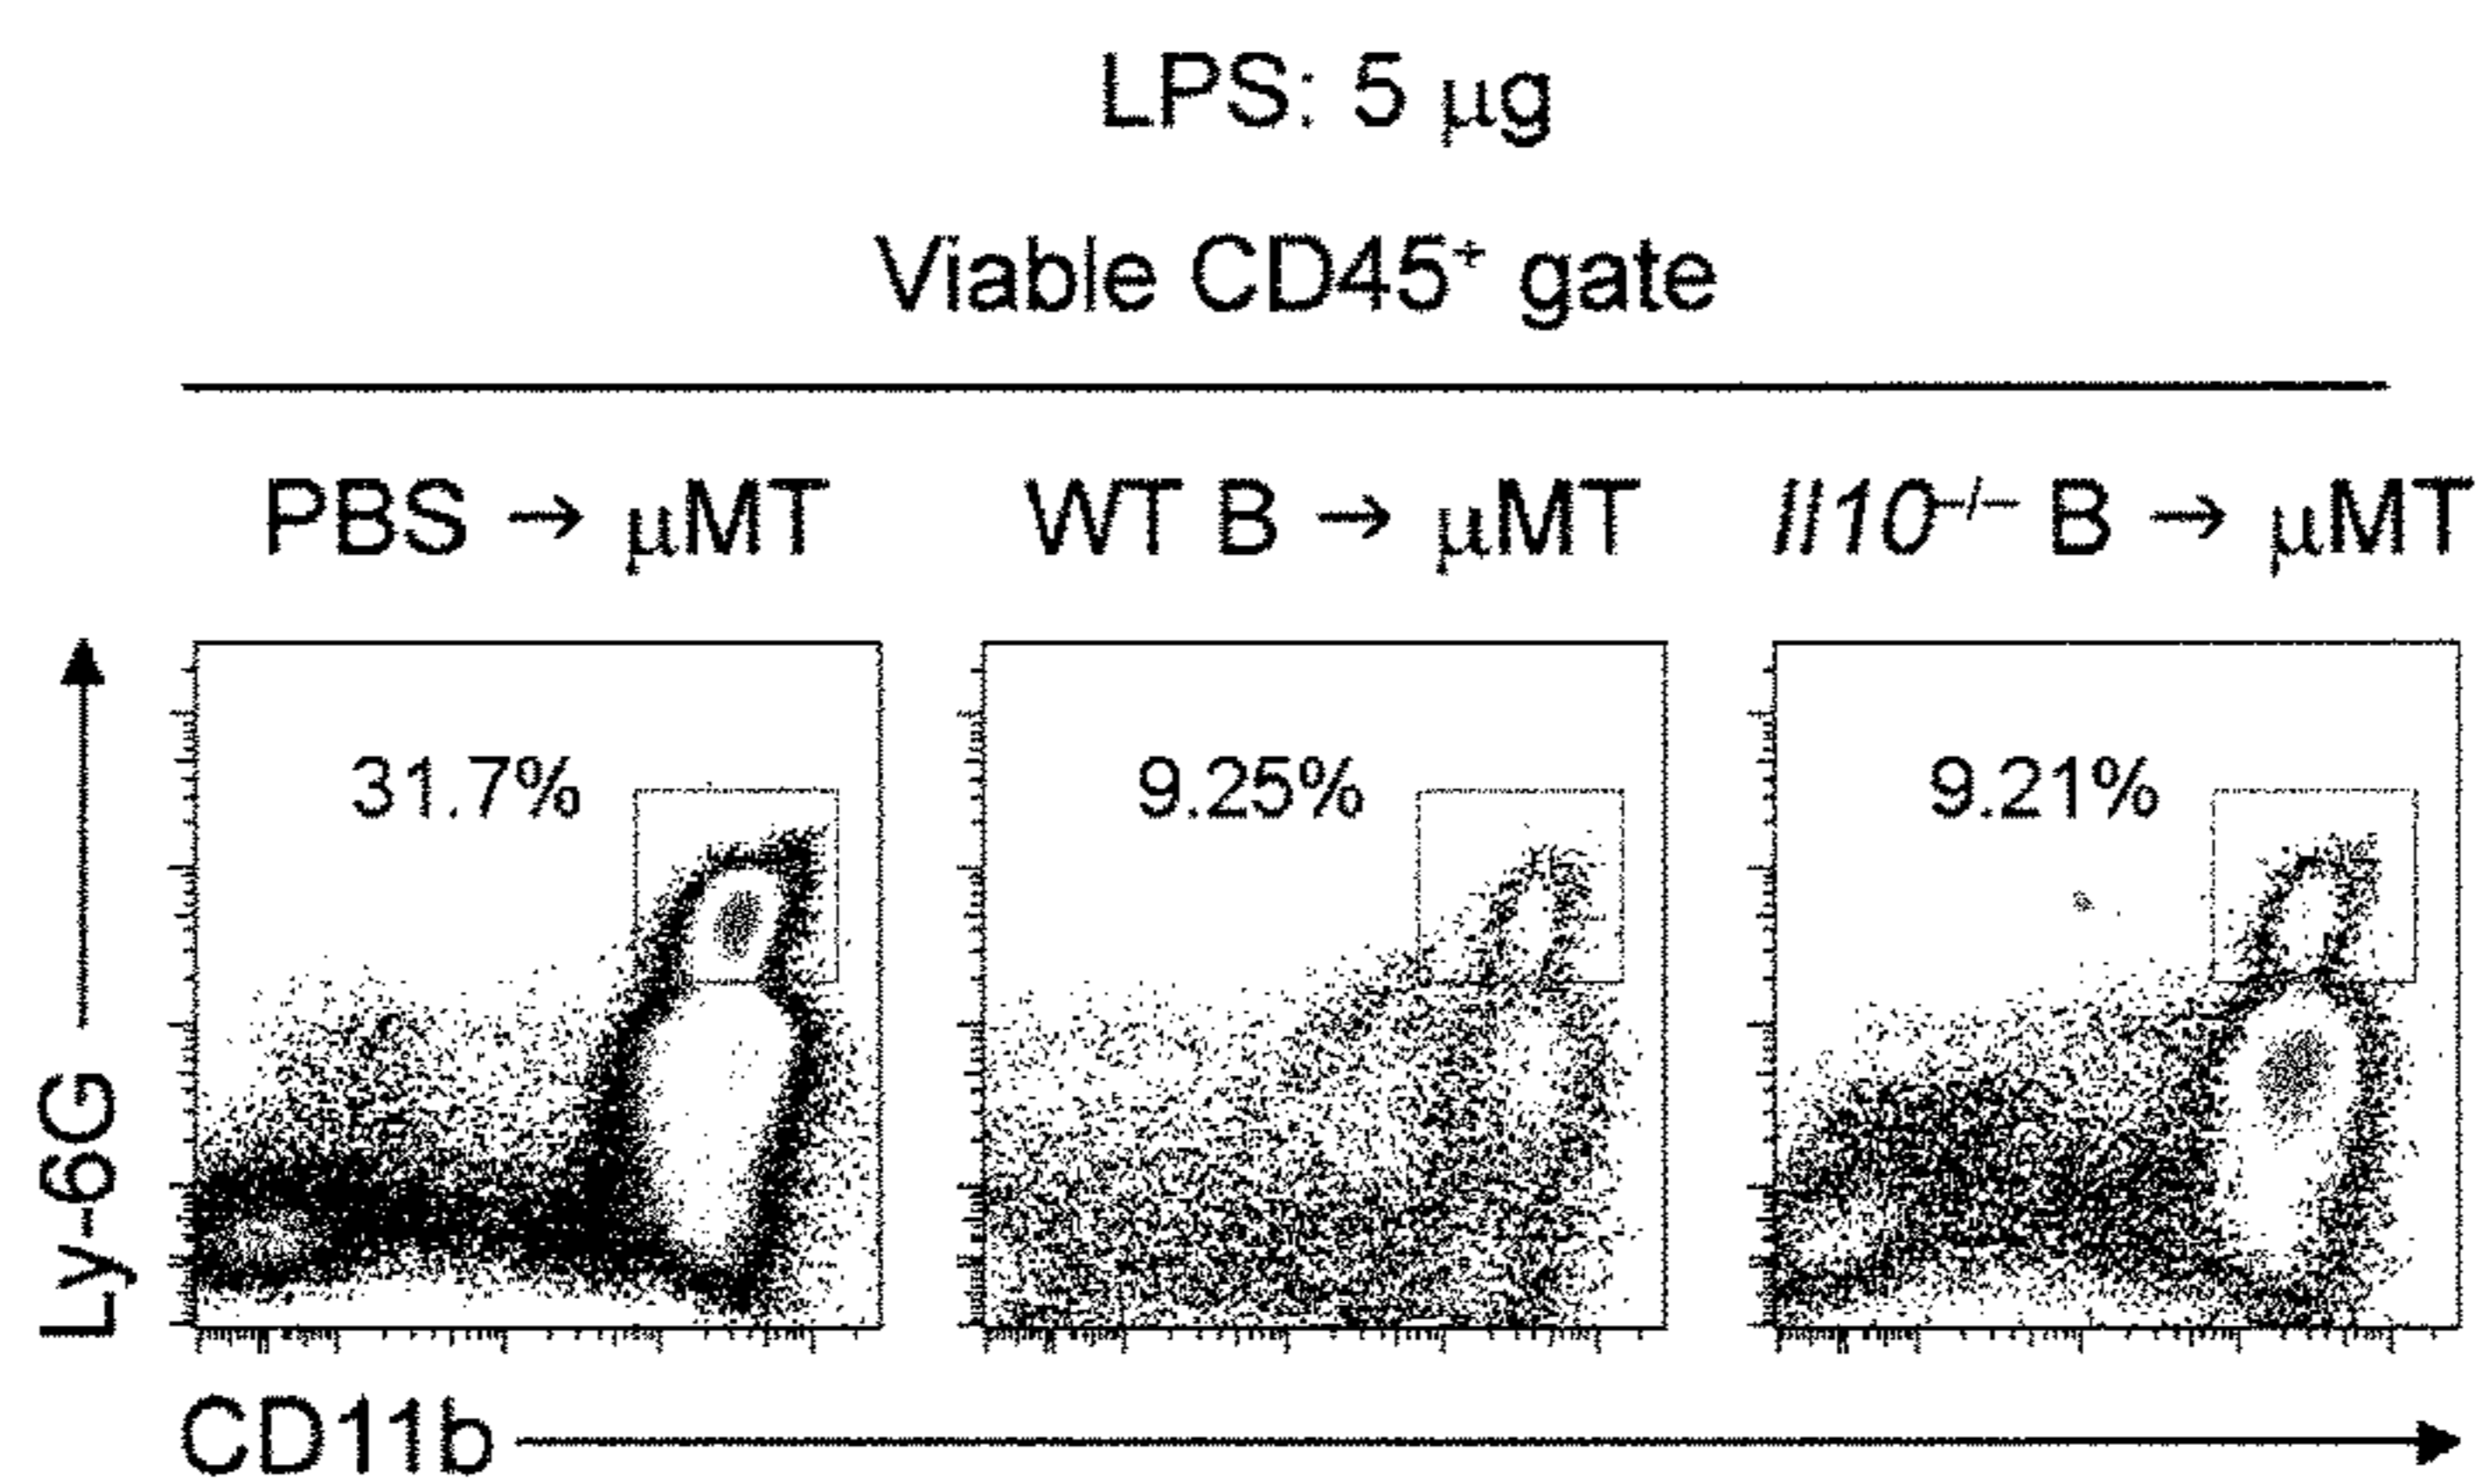 LPS: 5 µg
Viable CD45⁺ gate
PBS → µMT WT B → µMT Il10⁻/⁻ B → µMT
31.7% 9.25% 9.21%
Ly-6G
CD11b